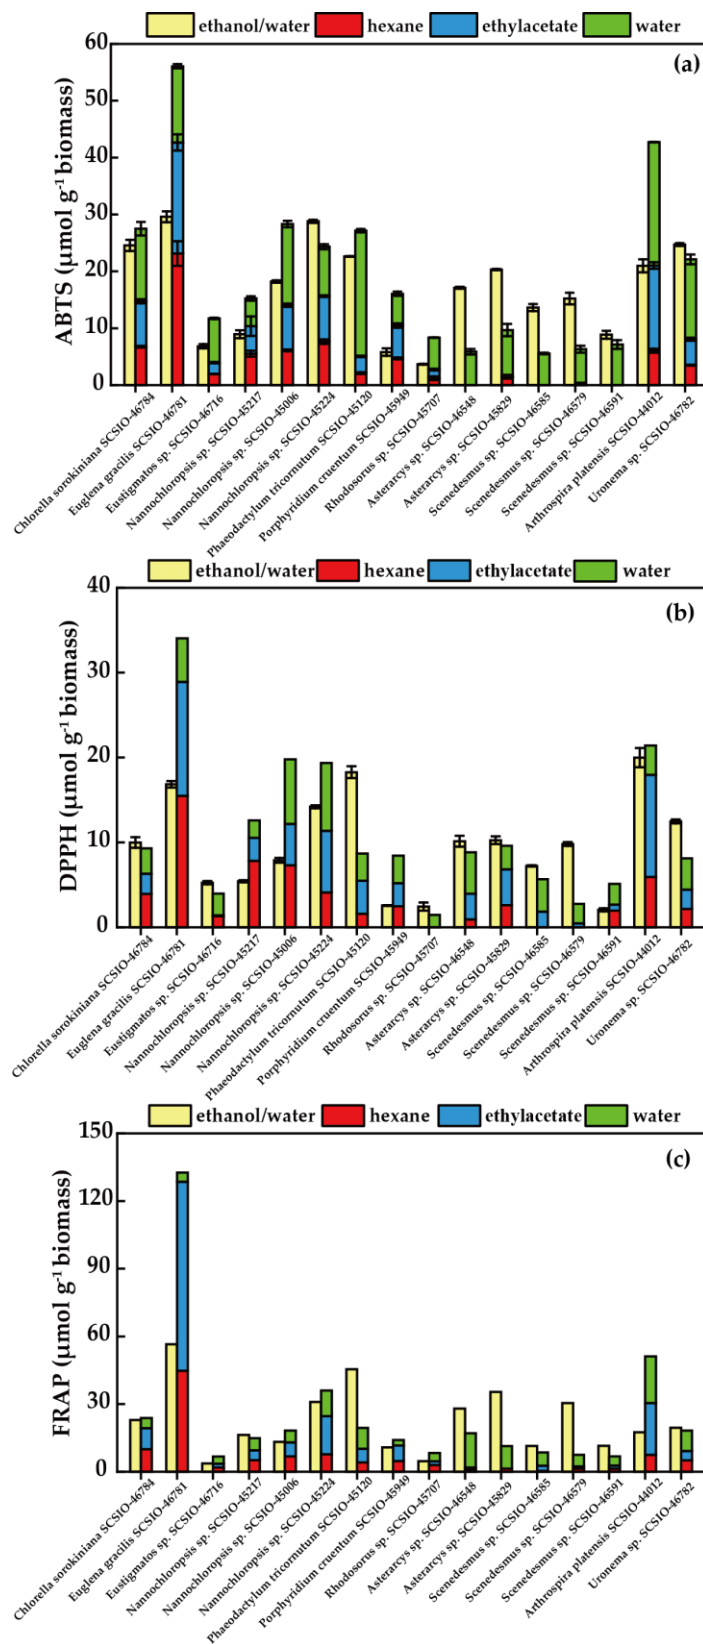 ethanol/water hexane ethylacetate water
(a)
ABTS (μmol g-1 biomass)
60
50
40
30
20
10
0
Chlorella sorokiniana SCSIO-46784
Euglena gracilis SCSIO-46781
Eustigmatos sp. SCSIO-46716
Nannochloropsis sp. SCSIO-45217
Nannochloropsis sp. SCSIO-45006
Nannochloropsis sp. SCSIO-45224
Phaeodactylum tricornutum SCSIO-45120
Porphyridium cruentum SCSIO-45949
Rhodosorus sp. SCSIO-45707
Asterarcys sp. SCSIO-46548
Asterarcys sp. SCSIO-45829
Scenedesmus sp. SCSIO-46585
Scenedesmus sp. SCSIO-46579
Scenedesmus sp. SCSIO-46591
Arthrospira platensis SCSIO-44012
Uronema sp. SCSIO-46782
ethanol/water hexane ethylacetate water
(b)
DPPH (μmol g-1 biomass)
40
30
20
10
0
Chlorella sorokiniana SCSIO-46784
Euglena gracilis SCSIO-46781
Eustigmatos sp. SCSIO-46716
Nannochloropsis sp. SCSIO-45217
Nannochloropsis sp. SCSIO-45006
Nannochloropsis sp. SCSIO-45224
Phaeodactylum tricornutum SCSIO-45120
Porphyridium cruentum SCSIO-45949
Rhodosorus sp. SCSIO-45707
Asterarcys sp. SCSIO-46548
Asterarcys sp. SCSIO-45829
Scenedesmus sp. SCSIO-46585
Scenedesmus sp. SCSIO-46579
Scenedesmus sp. SCSIO-46591
Arthrospira platensis SCSIO-44012
Uronema sp. SCSIO-46782
ethanol/water hexane ethylacetate water
(c)
FRAP (μmol g-1 biomass)
150
120
90
60
30
0
Chlorella sorokiniana SCSIO-46784
Euglena gracilis SCSIO-46781
Eustigmatos sp. SCSIO-46716
Nannochloropsis sp. SCSIO-45217
Nannochloropsis sp. SCSIO-45006
Nannochloropsis sp. SCSIO-45224
Phaeodactylum tricornutum SCSIO-45120
Porphyridium cruentum SCSIO-45949
Rhodosorus sp. SCSIO-45707
Asterarcys sp. SCSIO-46548
Asterarcys sp. SCSIO-45829
Scenedesmus sp. SCSIO-46585
Scenedesmus sp. SCSIO-46579
Scenedesmus sp. SCSIO-46591
Arthrospira platensis SCSIO-44012
Uronema sp. SCSIO-46782